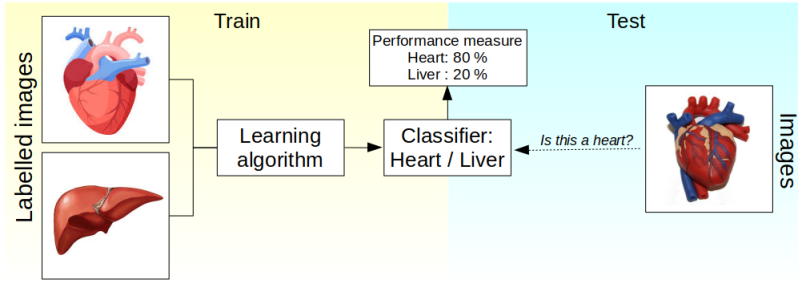 Train
Test
Labelled images
Performance measure
Heart: 80 %
Liver : 20 %
Learning
algorithm
Classifier:
Heart / Liver
Is this a heart?
Images